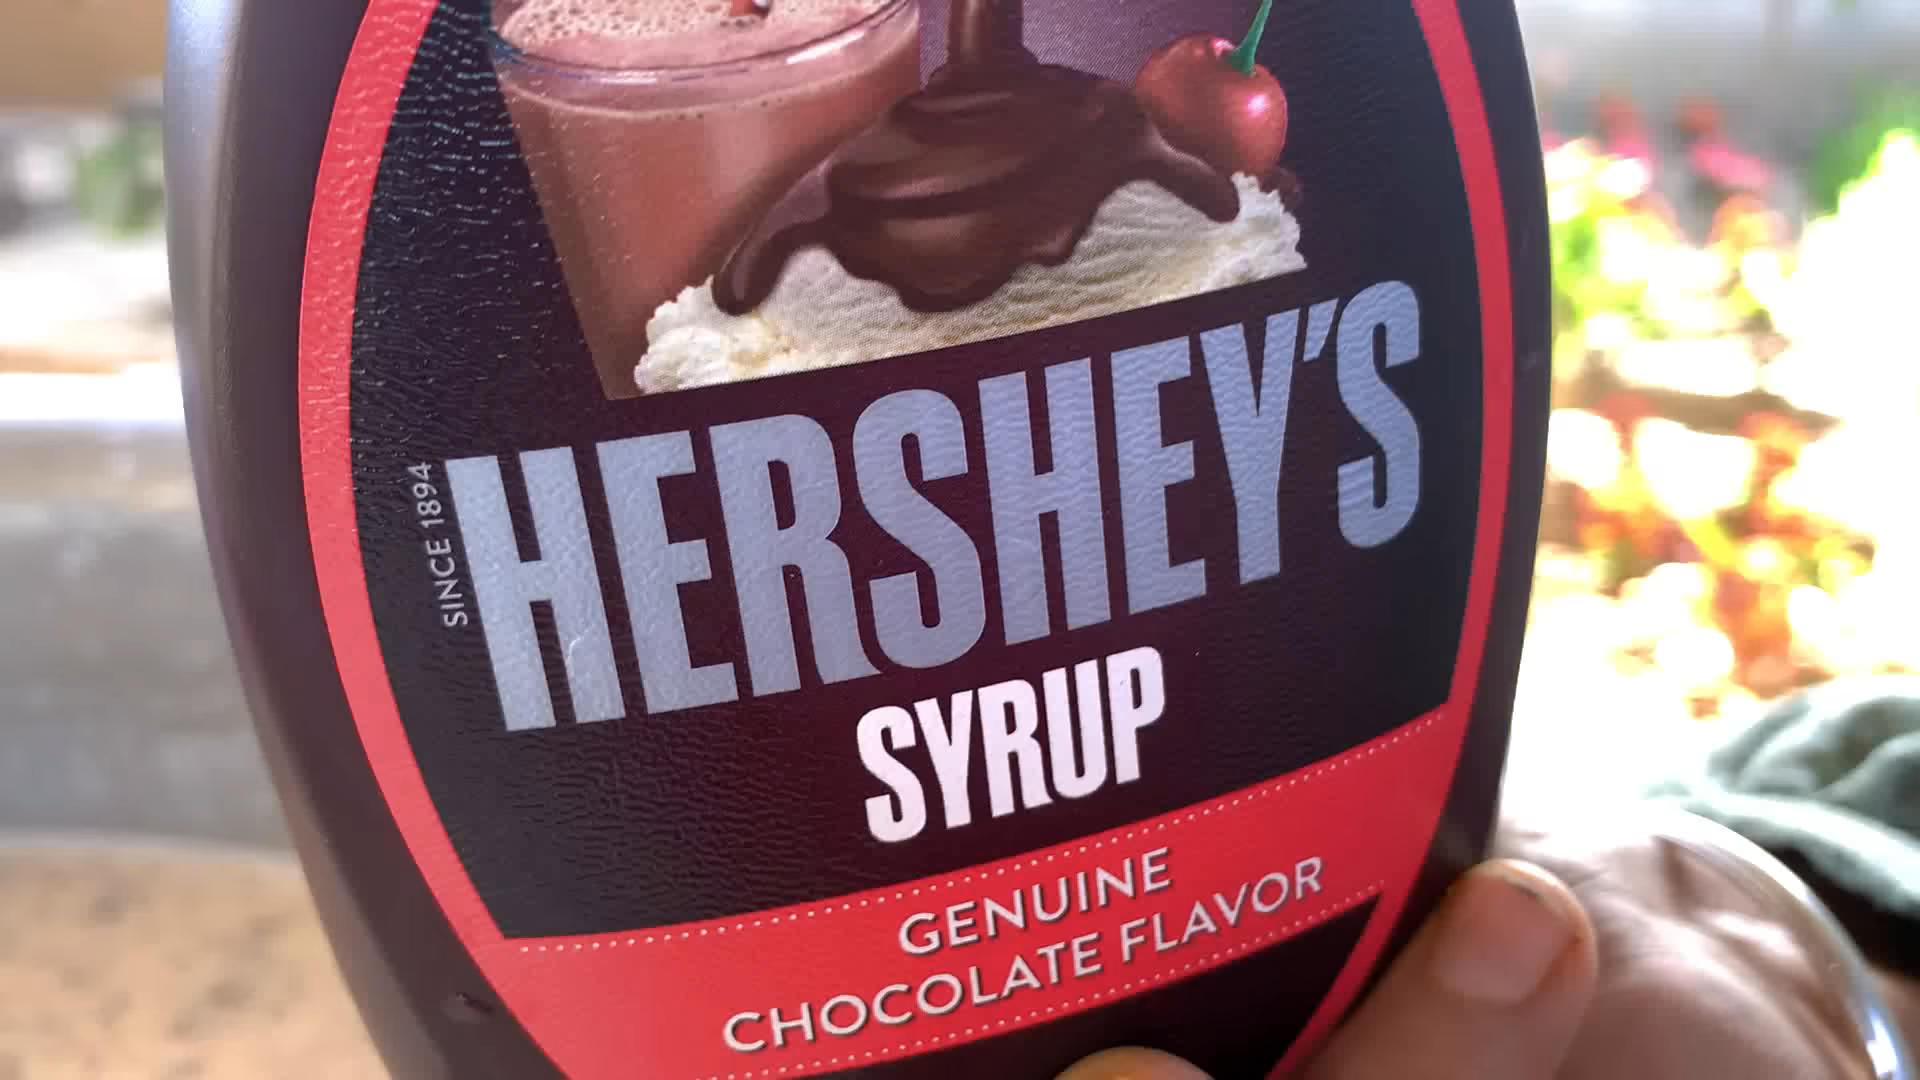 SINCE 1894
HERSHEY'S
SYRUP
GENUINE
CHOCOLATE FLAVOR